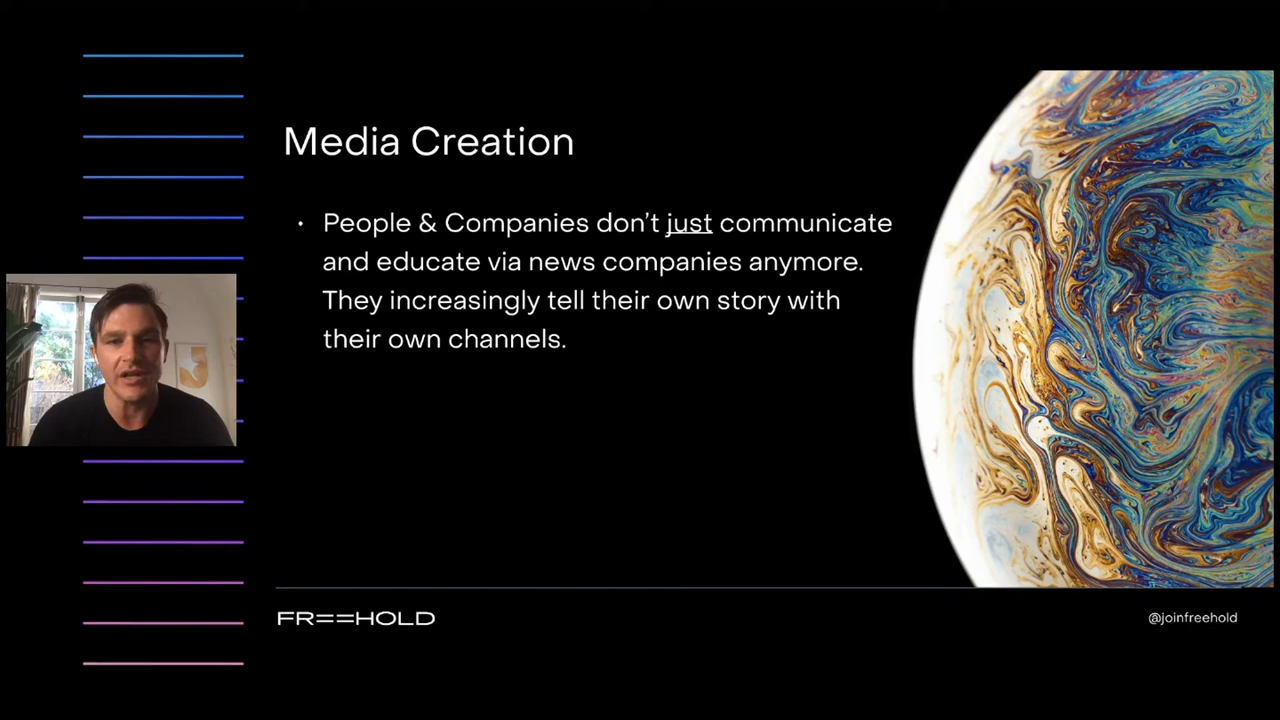 Media Creation
• People & Companies don’t just communicate
and educate via news companies anymore.
They increasingly tell their own story with
their own channels.
FR==HOLD
@joinfreehold